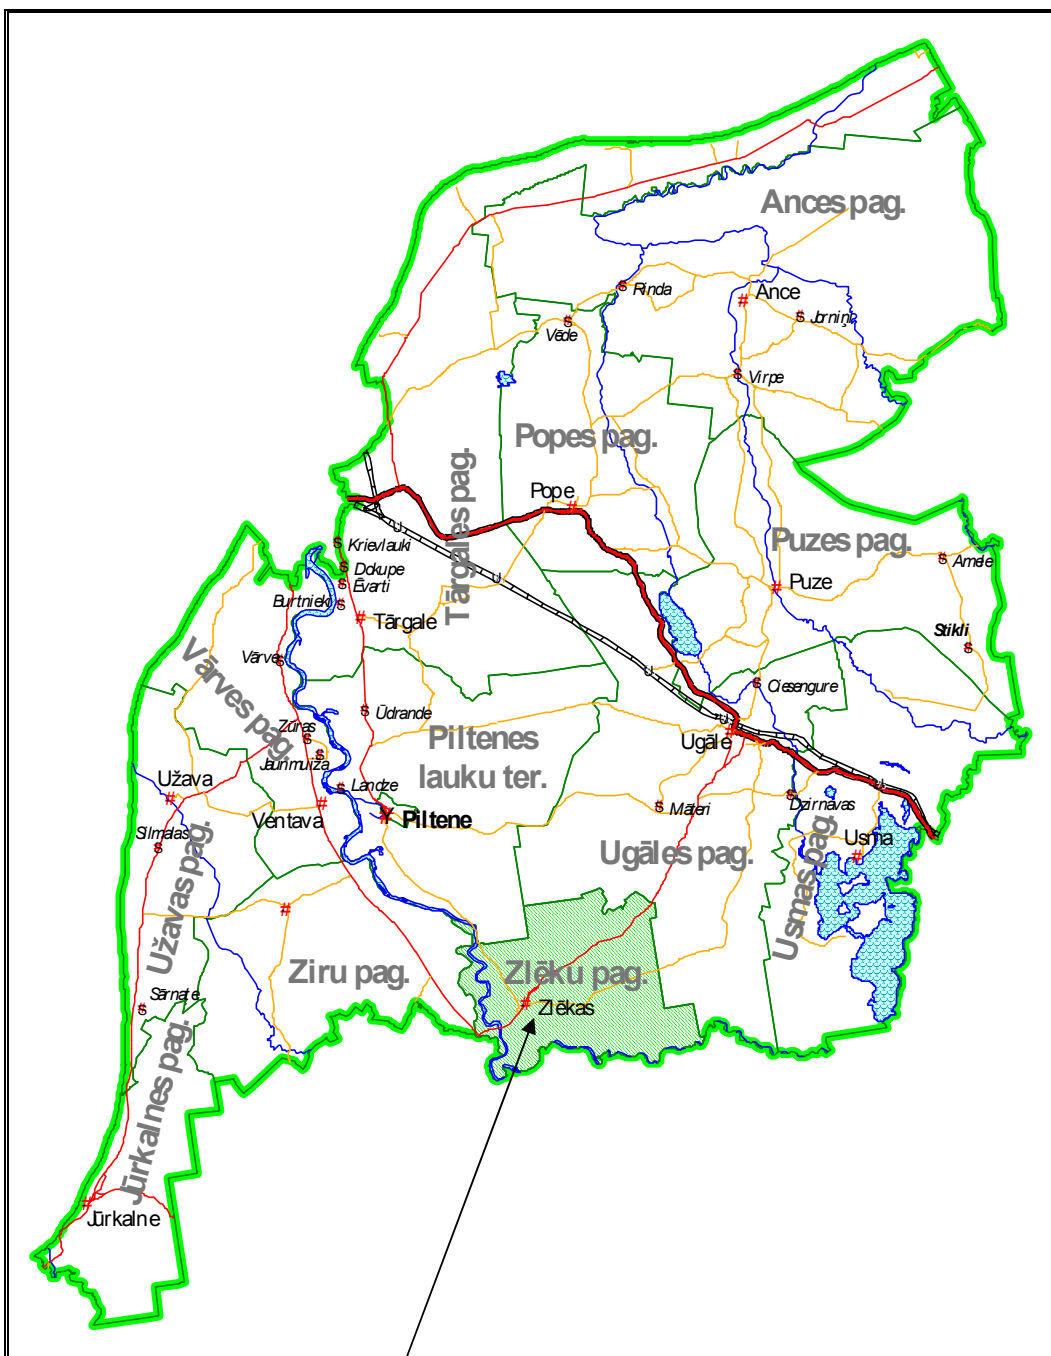 Ances pag.
Rinda
Ance
Jorniņi
Vēde
Virpe
Popes pag.
Pope
Tārgales pag.
Puzes pag.
Krievlauki
Dokupe
Ēvarti
Burtnieki
Amele
Puze
Tārgale
Stikli
Vārve
Vārves pag.
Ciesengure
Ūdrande
Zūras
Piltenes
lauku ter.
Ugāle
Jaunmuiža
Užava
Landze
Dzirnavas
Ventava
Piltene
Māteri
Silmalas
Usma
Ugāles pag.
Usmas pag.
Užavas pag.
Ziru pag.
Zlēku pag.
Sārnate
Zlēkas
Jūrkalnes pag.
Jūrkalne